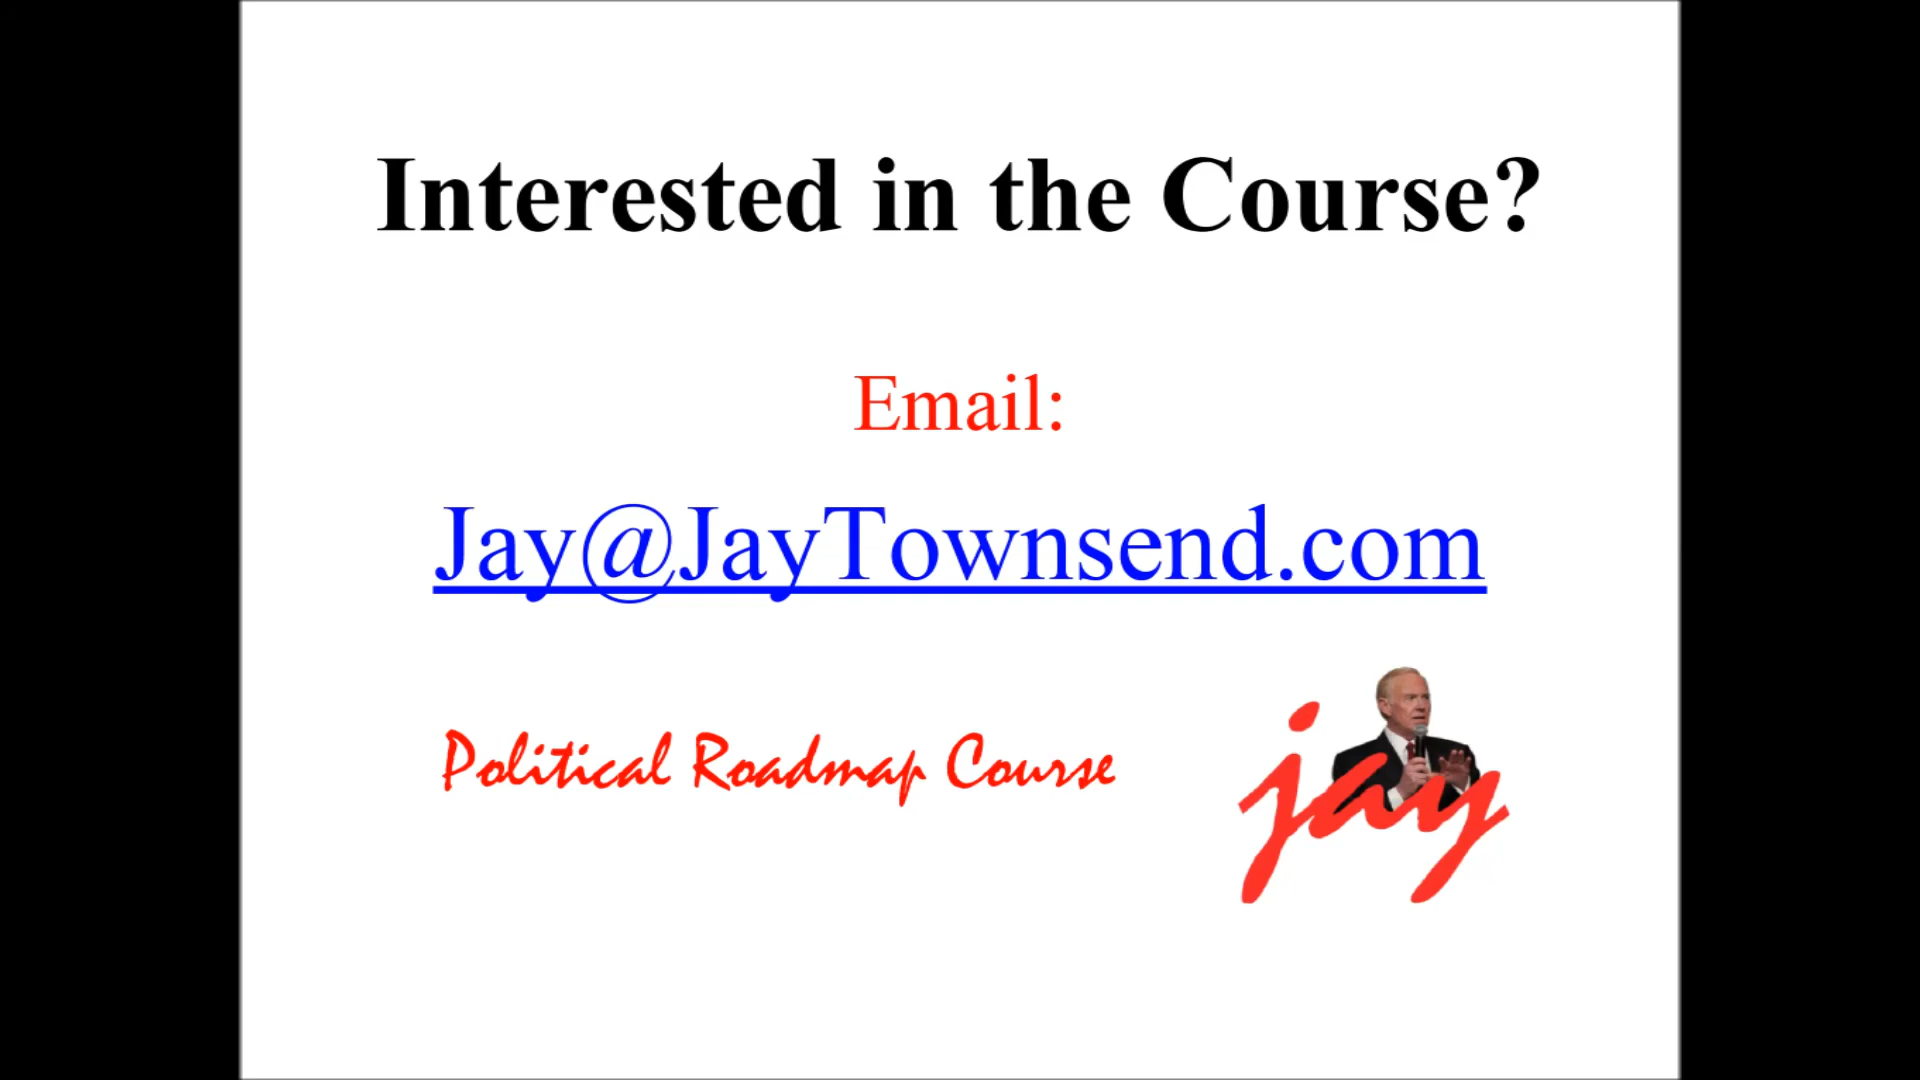 Interested in the Course?
Email:
Jay@JayTownsend.com
Political Roadmap Course
jay